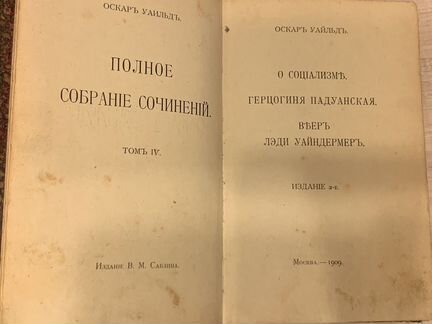 ОСКАРЪ УАЙЛЬДЪ.
ПОЛНОЕ
СОБРАНІЕ СОЧИНЕНІЙ.
ТОМЪ IV.
Изданіе В. М. Саблина.
ОСКАРЪ УАЙЛЬДЪ.
О СОЦІАЛИЗМѢ.
ГЕРЦОГИНЯ ПАДУАНСКАЯ.
ВѢЕРЪ
ЛЭДИ УАЙНДЕРМЕРЪ.
ИЗДАНІЕ 2-е.
Москва.—1909.